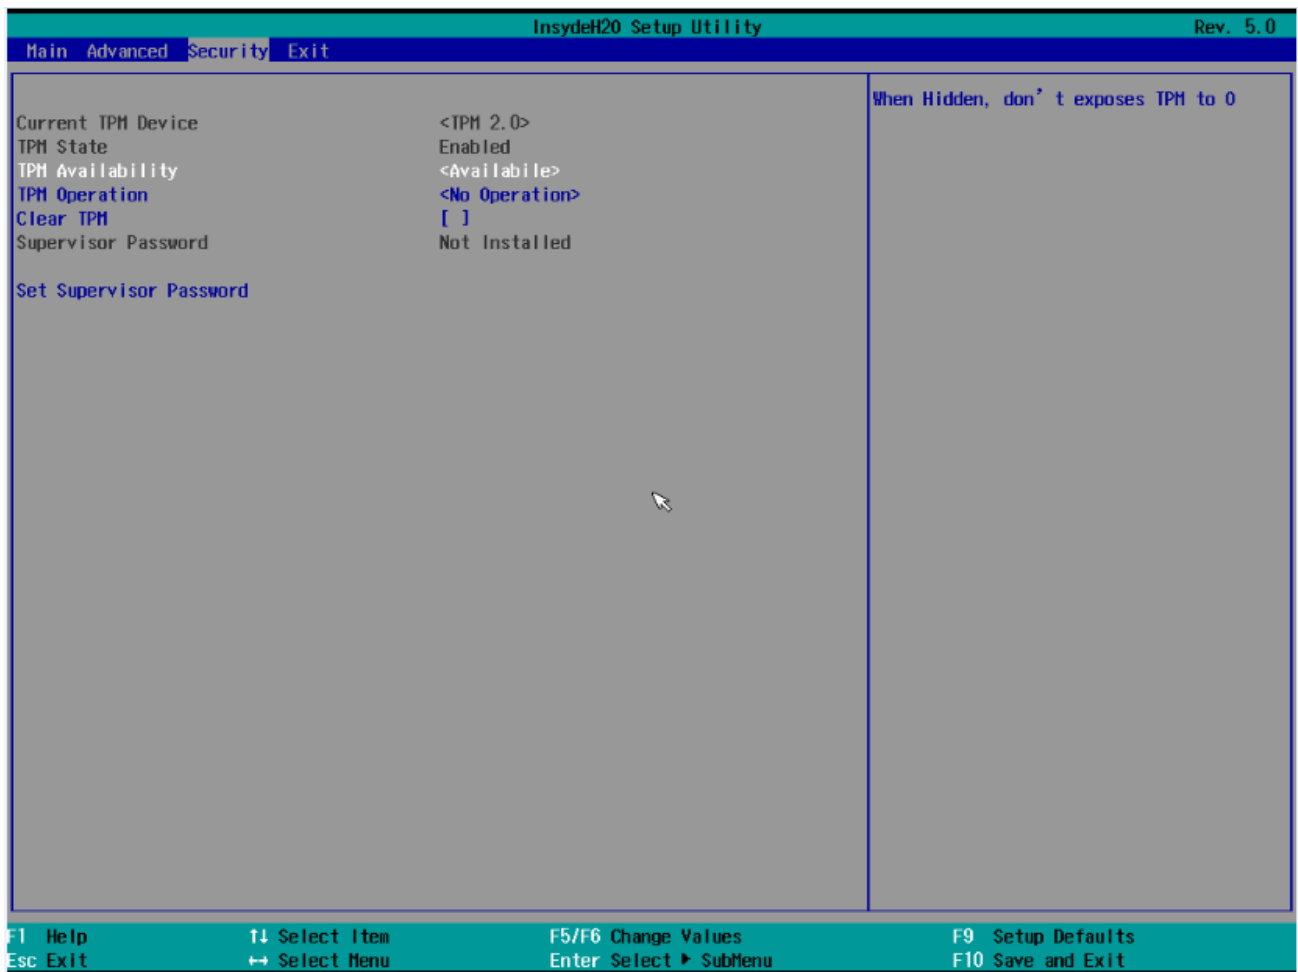 InsydeH20 Setup Utility Rev. 5.0
Main Advanced Security Exit
When Hidden, don't exposes TPM to 0
Current TPM Device <TPM 2.0>
TPM State Enabled
TPM Availability <Availabile>
TPM Operation <No Operation>
Clear TPM [ ]
Supervisor Password Not Installed
Set Supervisor Password
F1 Help ↑↓ Select Item F5/F6 Change Values F9 Setup Defaults
Esc Exit ↔ Select Menu Enter Select ▶ SubMenu F10 Save and Exit